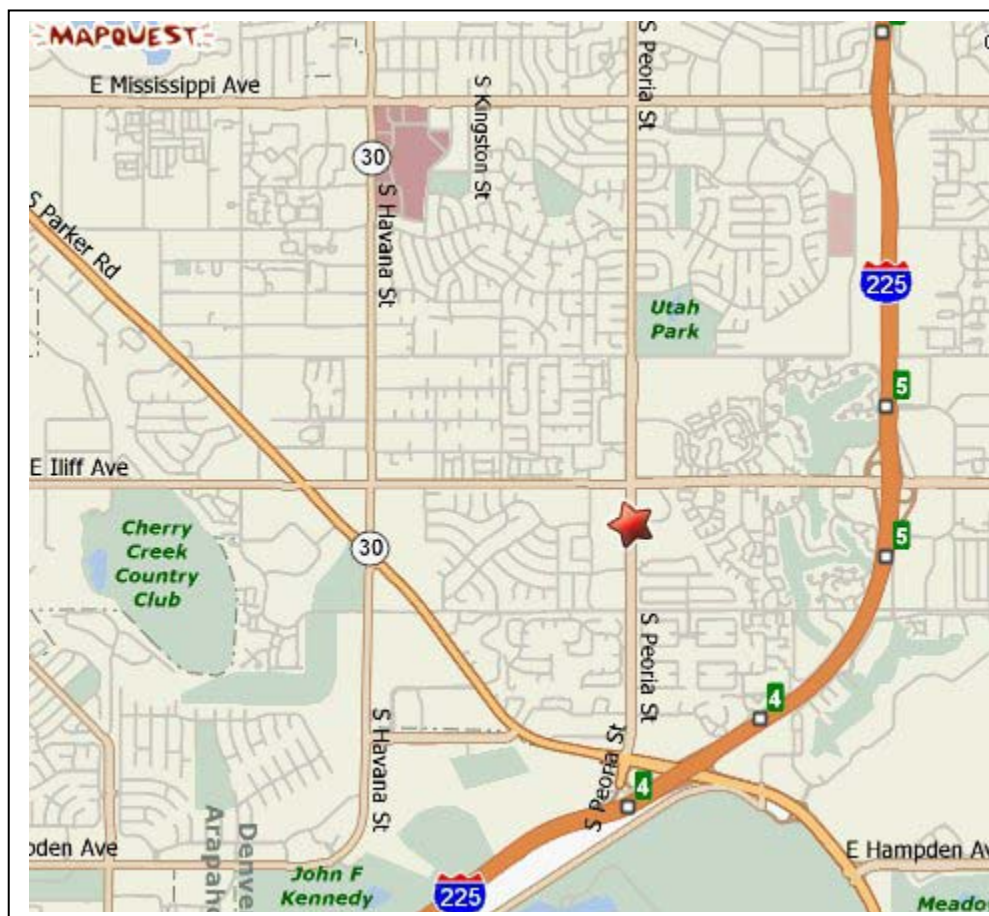 MAPQUEST
S Peoria St
E Mississippi Ave
S Kingston St
30
S Havana St
S Parker Rd
225
Utah
Park
5
E Iliff Ave
Cherry
Creek
Country
Club
30
5
S Peoria St
4
S Havana St
S Peoria St
4
Arapaho
Denve
den Ave
E Hampden Av
John F
Kennedy
225
Meado